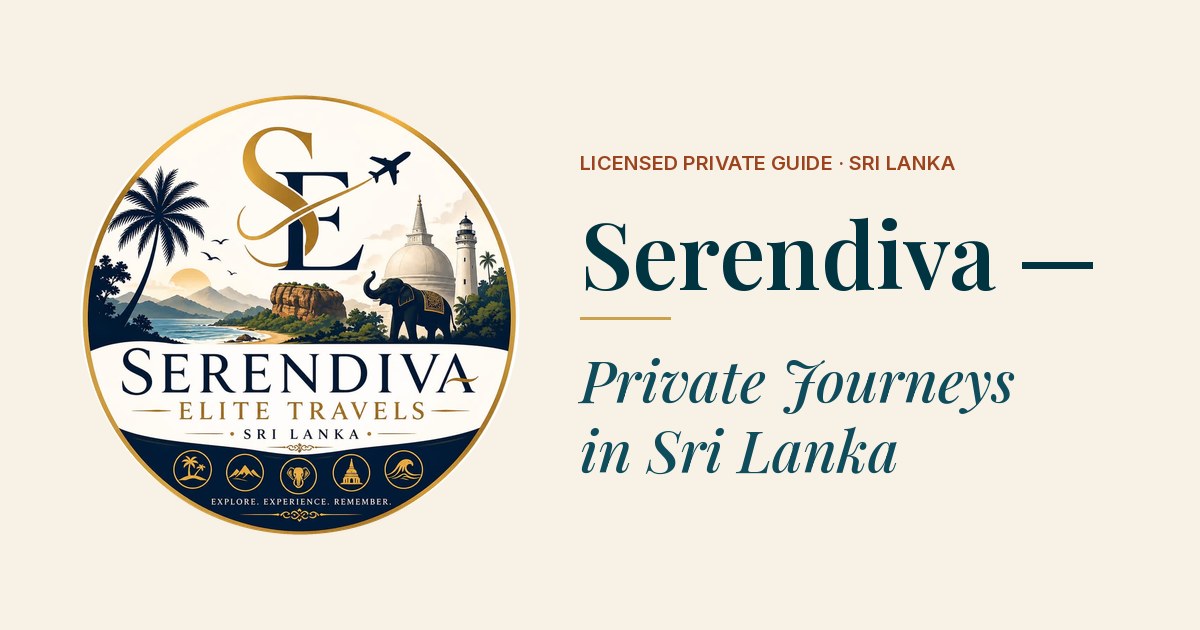 SE
SERENDIVA
ELITE TRAVELS
• SRI LANKA •
EXPLORE. EXPERIENCE. REMEMBER.
LICENSED PRIVATE GUIDE · SRI LANKA
Serendiva —
Private Journeys
in Sri Lanka